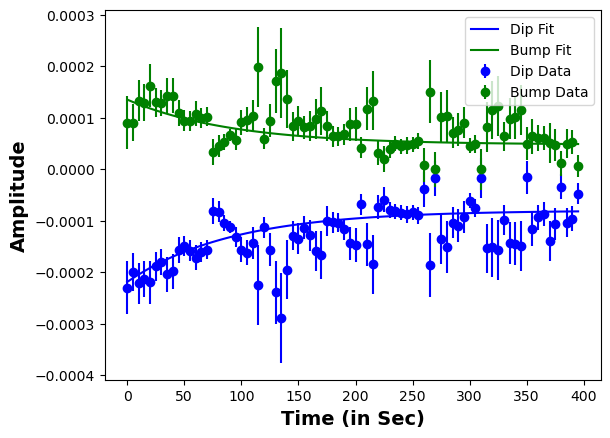 0.0003
0.0002
0.0001
0.0000
−0.0001
−0.0002
−0.0003
−0.0004
Amplitude
Dip Fit
Bump Fit
Dip Data
Bump Data
0 50 100 150 200 250 300 350 400
Time (in Sec)